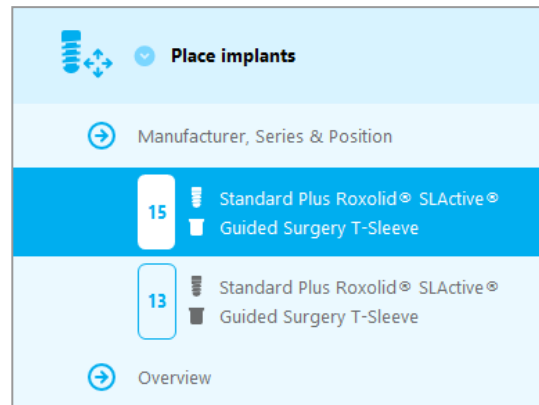 Place implants
Manufacturer, Series & Position
15
Standard Plus Roxolid® SLActive®
Guided Surgery T-Sleeve
13
Standard Plus Roxolid® SLActive®
Guided Surgery T-Sleeve
Overview